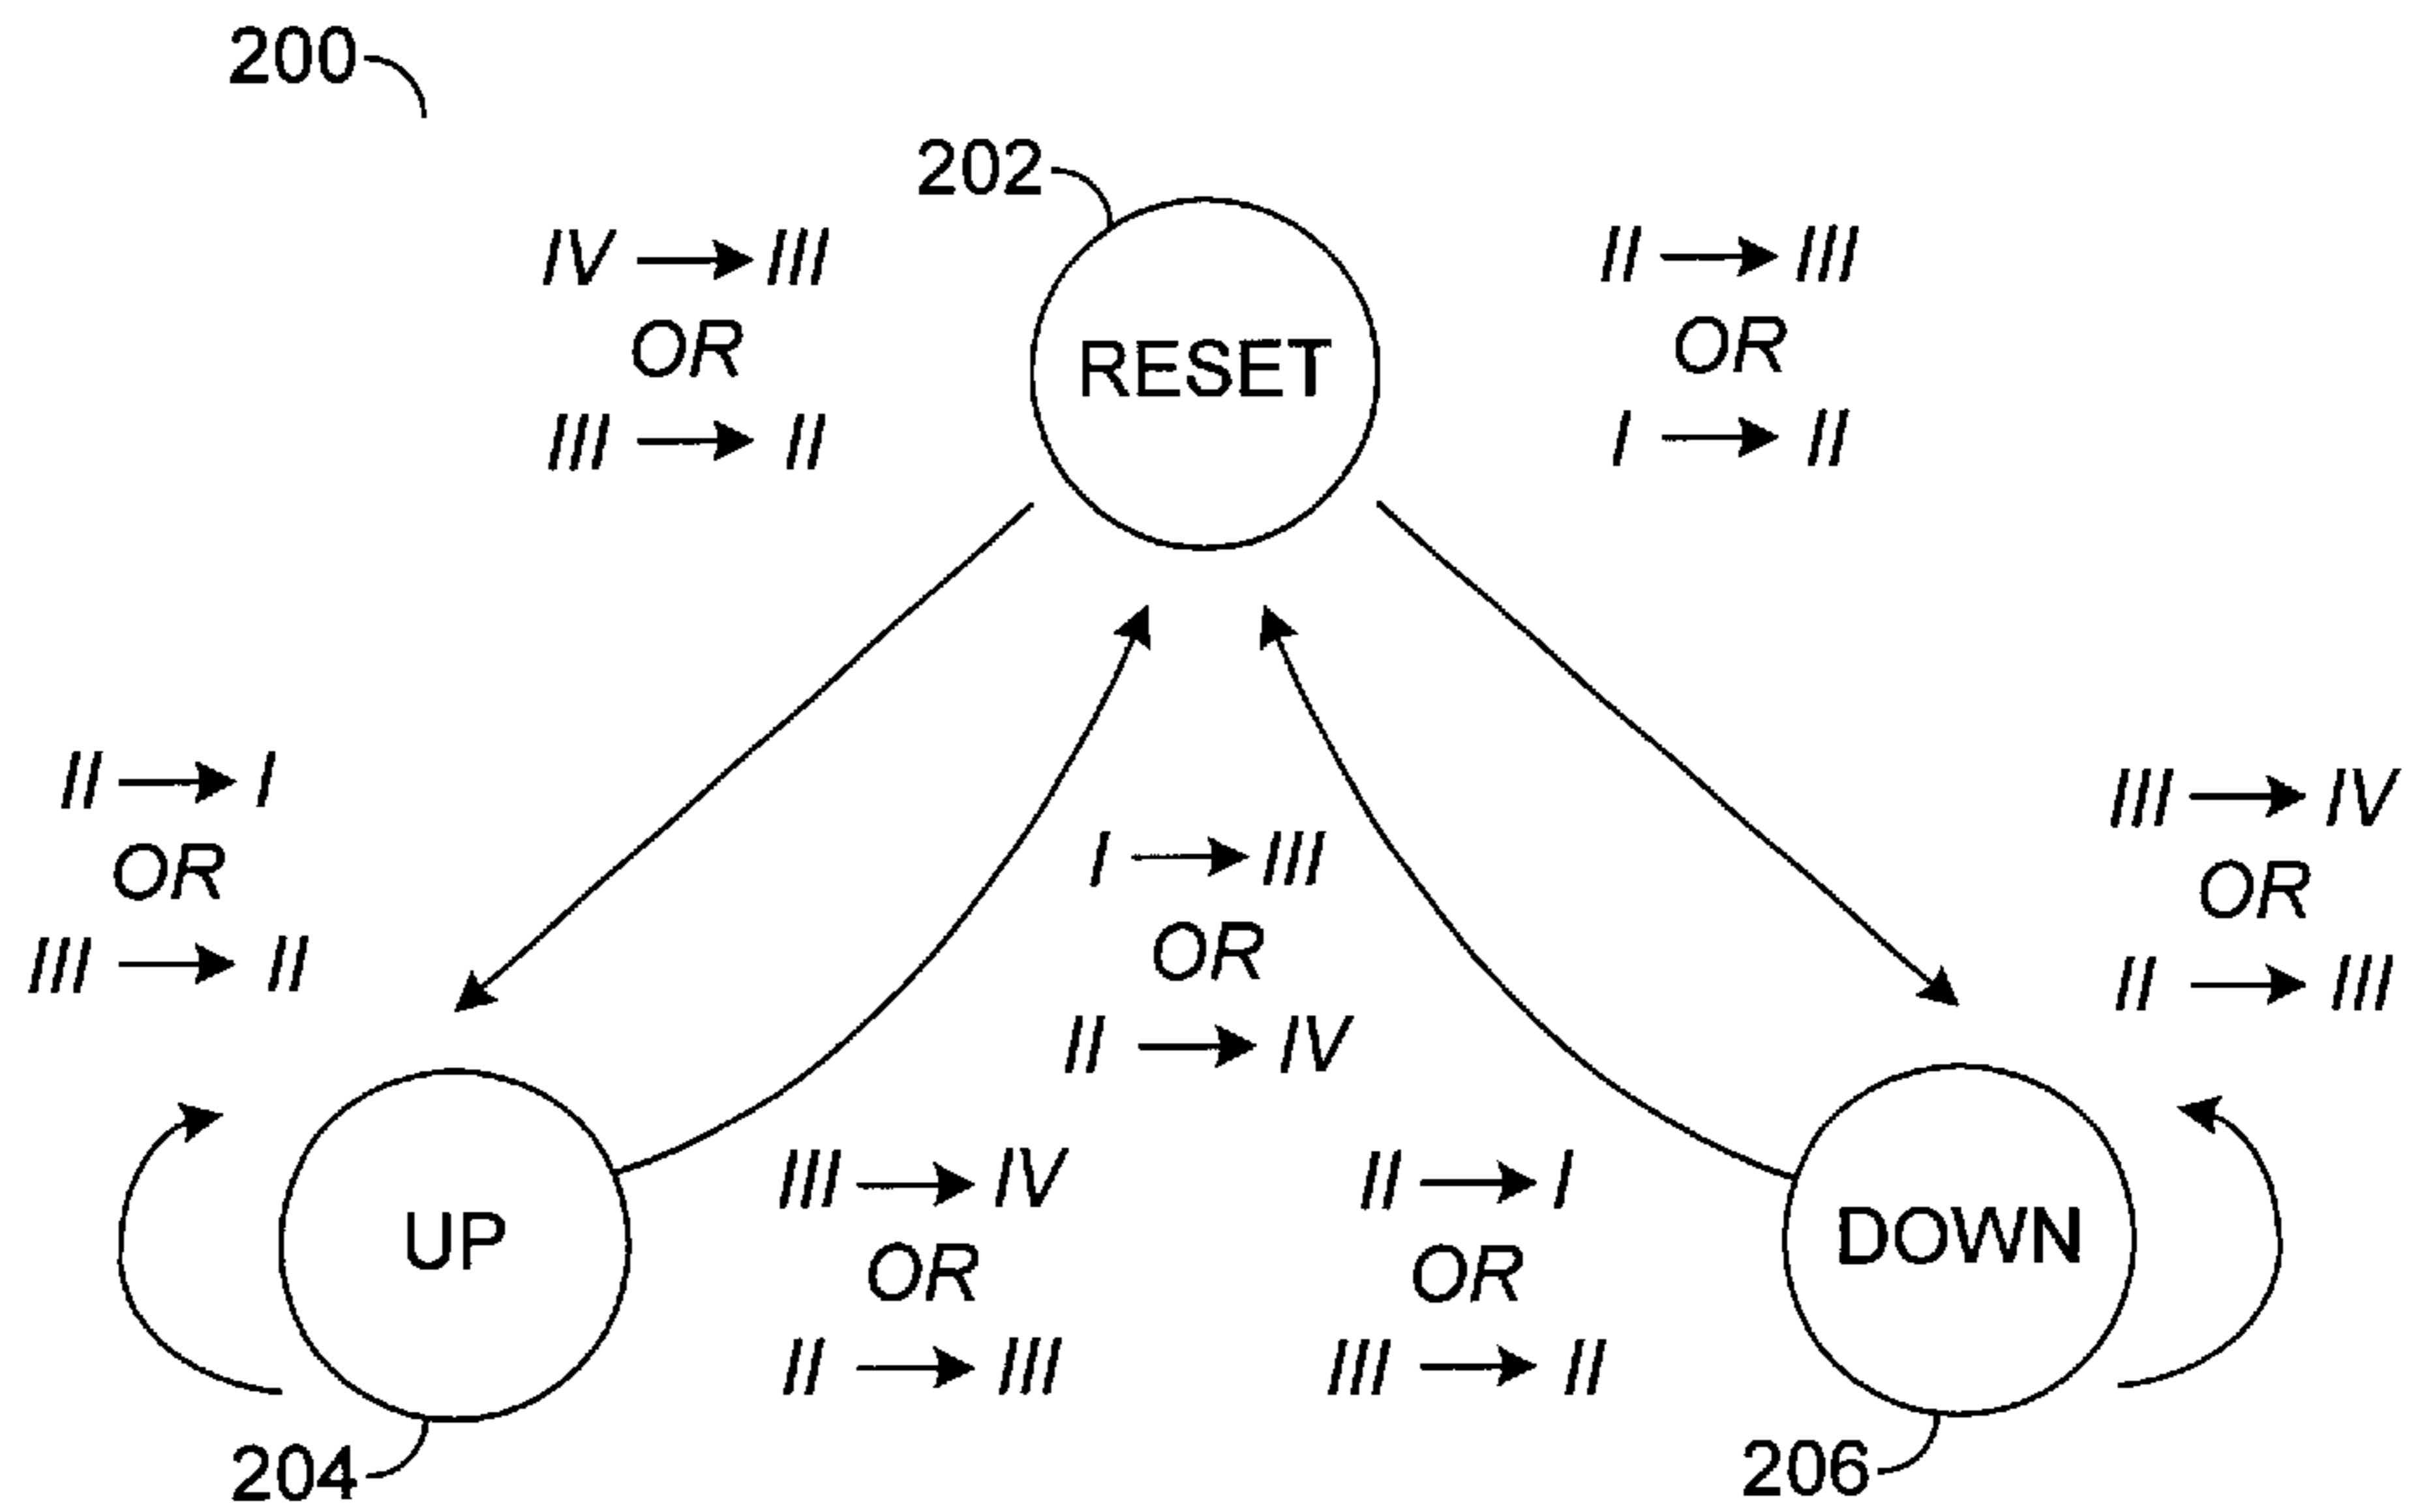 200
202
IV → III
OR
III → II
RESET
II → III
OR
I → II
II → I
OR
III → II
I → III
OR
II → IV
III → IV
OR
II → III
UP
III → IV
OR
II → III
II → I
OR
III → II
DOWN
204
206